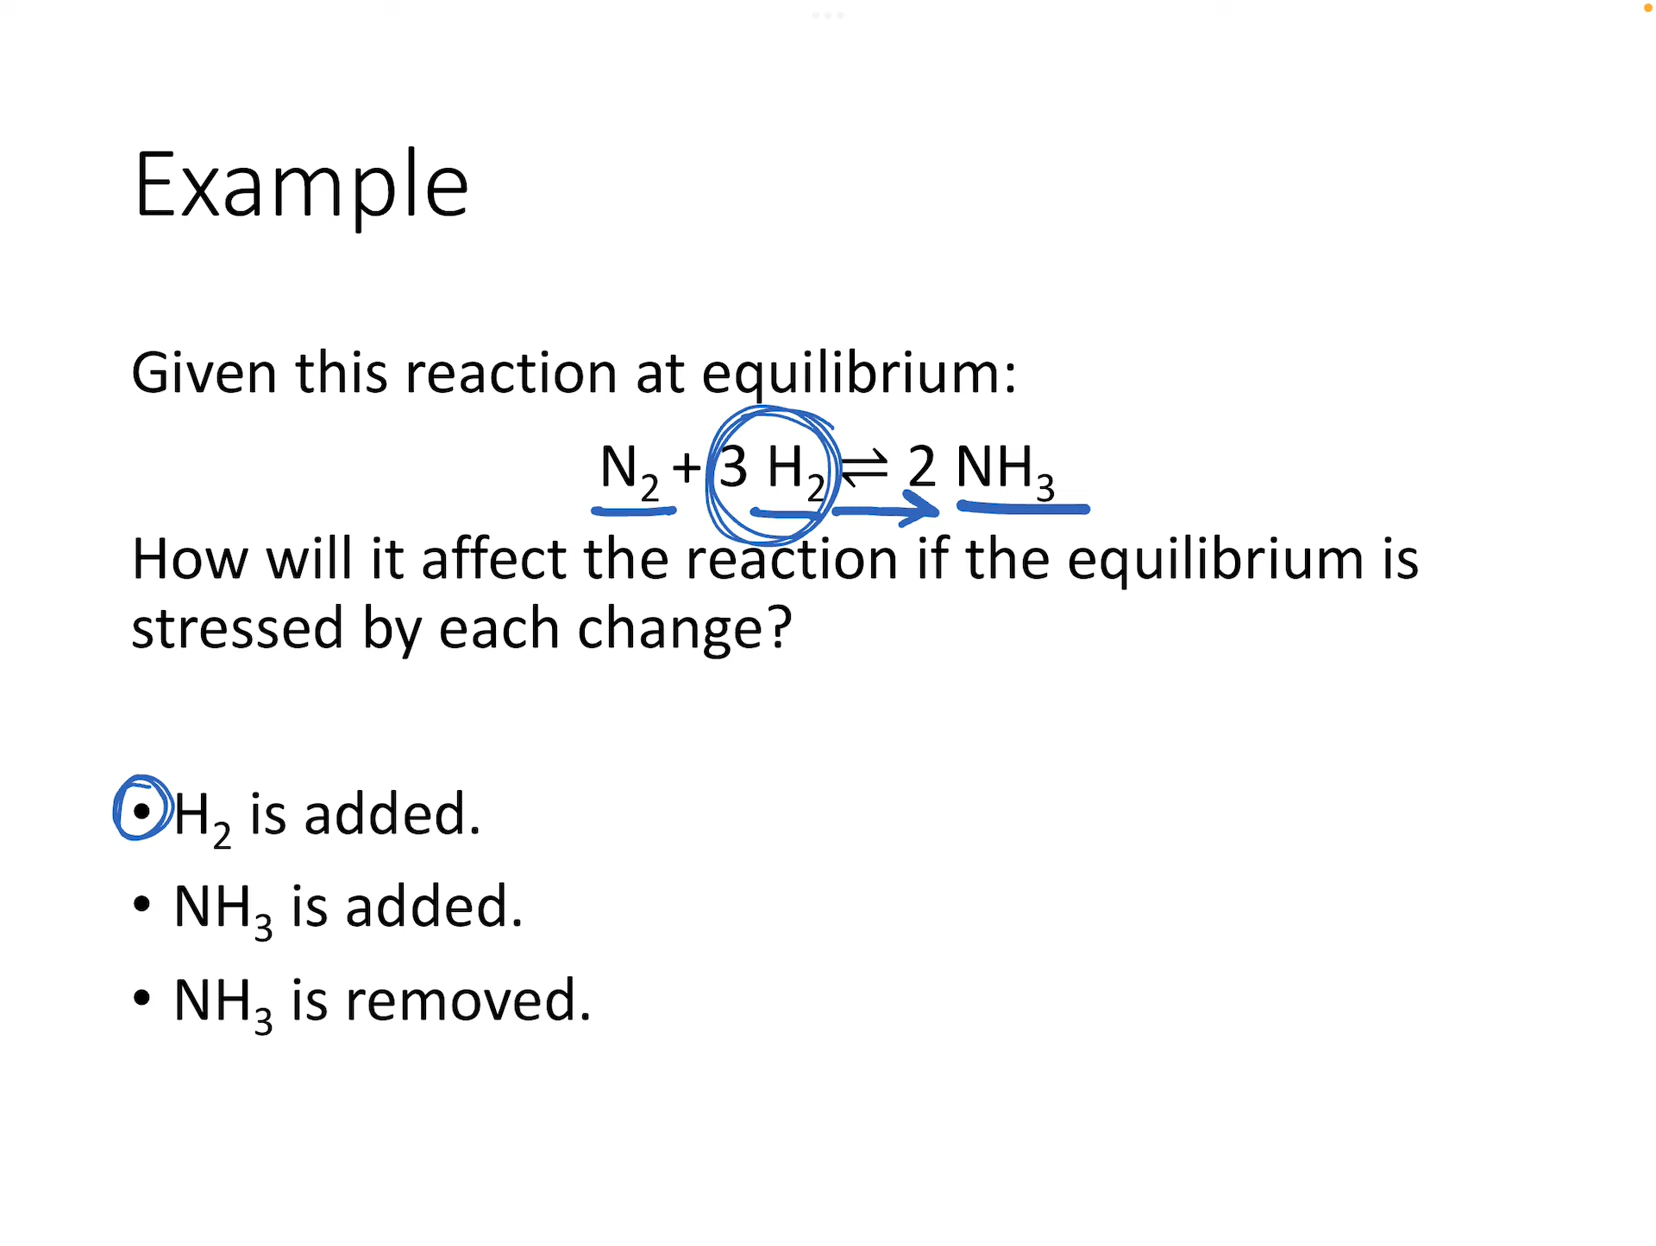 Example
Given this reaction at equilibrium:
N₂ + 3 H₂ ⇌ 2 NH₃
How will it affect the reaction if the equilibrium is
stressed by each change?
• H₂ is added.
• NH₃ is added.
• NH₃ is removed.